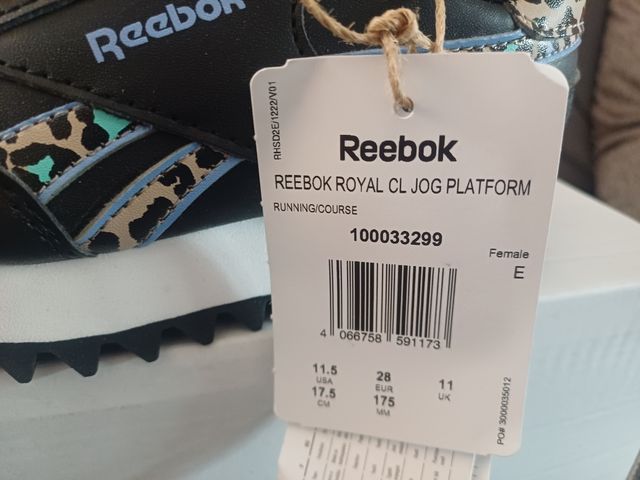 Reebok
RHSD2E/1222/V01
Reebok
REEBOK ROYAL CL JOG PLATFORM
RUNNING/COURSE
100033299
Female
E
4 066758 591173
11.5 28 11
USA EUR UK
17.5 175
CM MM
PO# 3000035012